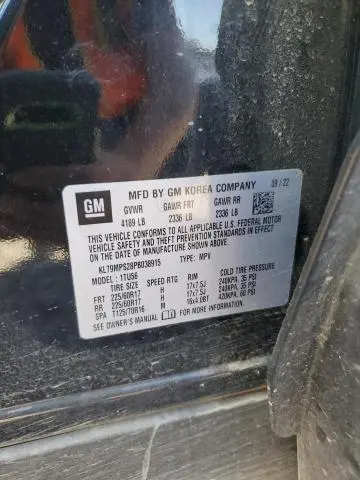 GM
MFD BY GM KOREA COMPANY 09/22
GVWR GAWR FRT GAWR RR
4189 LB 2336 LB 2336 LB
THIS VEHICLE CONFORMS TO ALL APPLICABLE U.S. FEDERAL MOTOR
VEHICLE SAFETY AND THEFT PREVENTION STANDARDS IN EFFECT ON
THE DATE OF MANUFACTURE SHOWN ABOVE.
KL79MPS28PB038915 TYPE: MPV
MODEL: 1TU56
TIRE SIZE SPEED RTG RIM COLD TIRE PRESSURE
FRT 225/60R17 H 17x7.5J 240KPA, 35 PSI
RR 225/60R17 H 17x7.5J 240KPA, 35 PSI
SPA T125/70R16 M 16x4.0BT 420KPA, 60 PSI
SEE OWNER'S MANUAL FOR ADDITIONAL INFORMATION